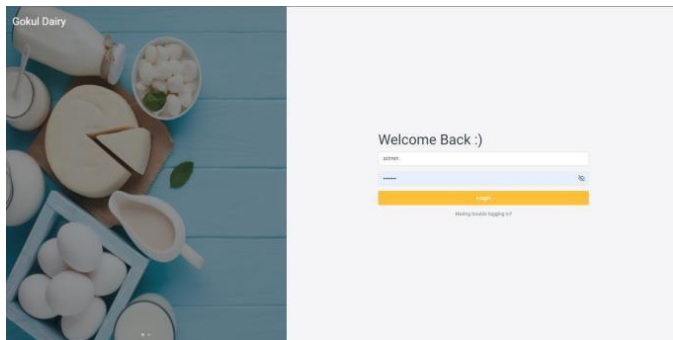 Gokul Dairy
Welcome Back :)
admin
Login
Having trouble logging in?